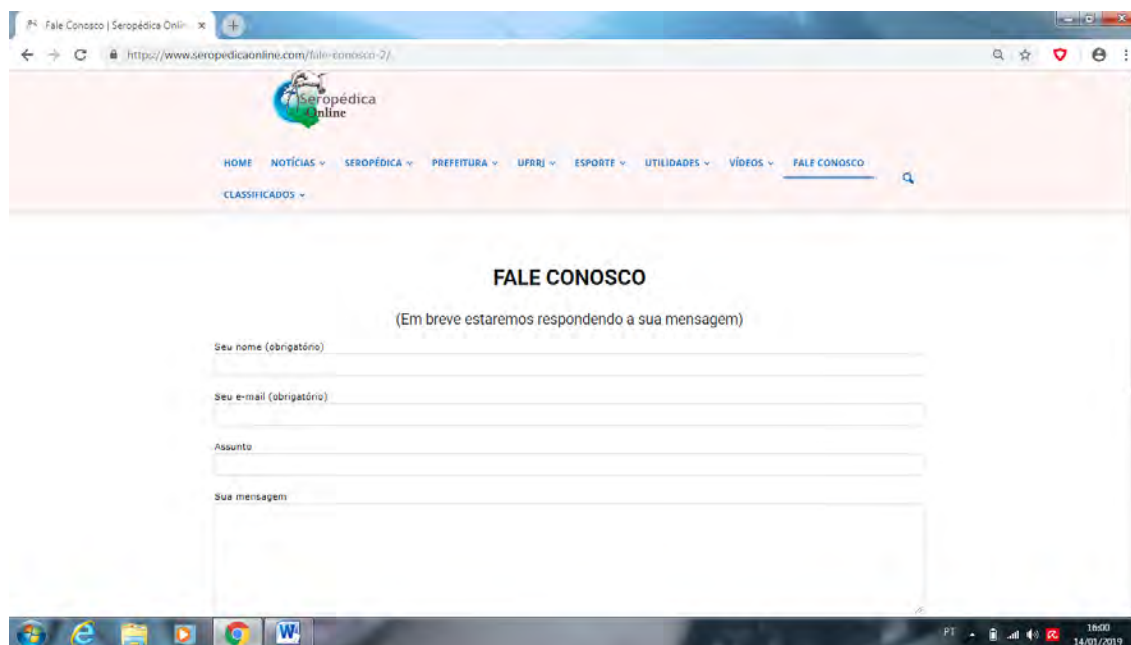 Fale Conosco | Seropédica Onlin
https://www.seropedicaonline.com/fale-conosco-2/
Seropédica
Online
HOME NOTÍCIAS SEROPÉDICA PREFEITURA UFRRJ ESPORTE UTILIDADES VÍDEOS FALE CONOSCO
CLASSIFICADOS
FALE CONOSCO
(Em breve estaremos respondendo a sua mensagem)
Seu nome (obrigatório)
Seu e-mail (obrigatório)
Assunto
Sua mensagem
PT
16:00
14/01/2019